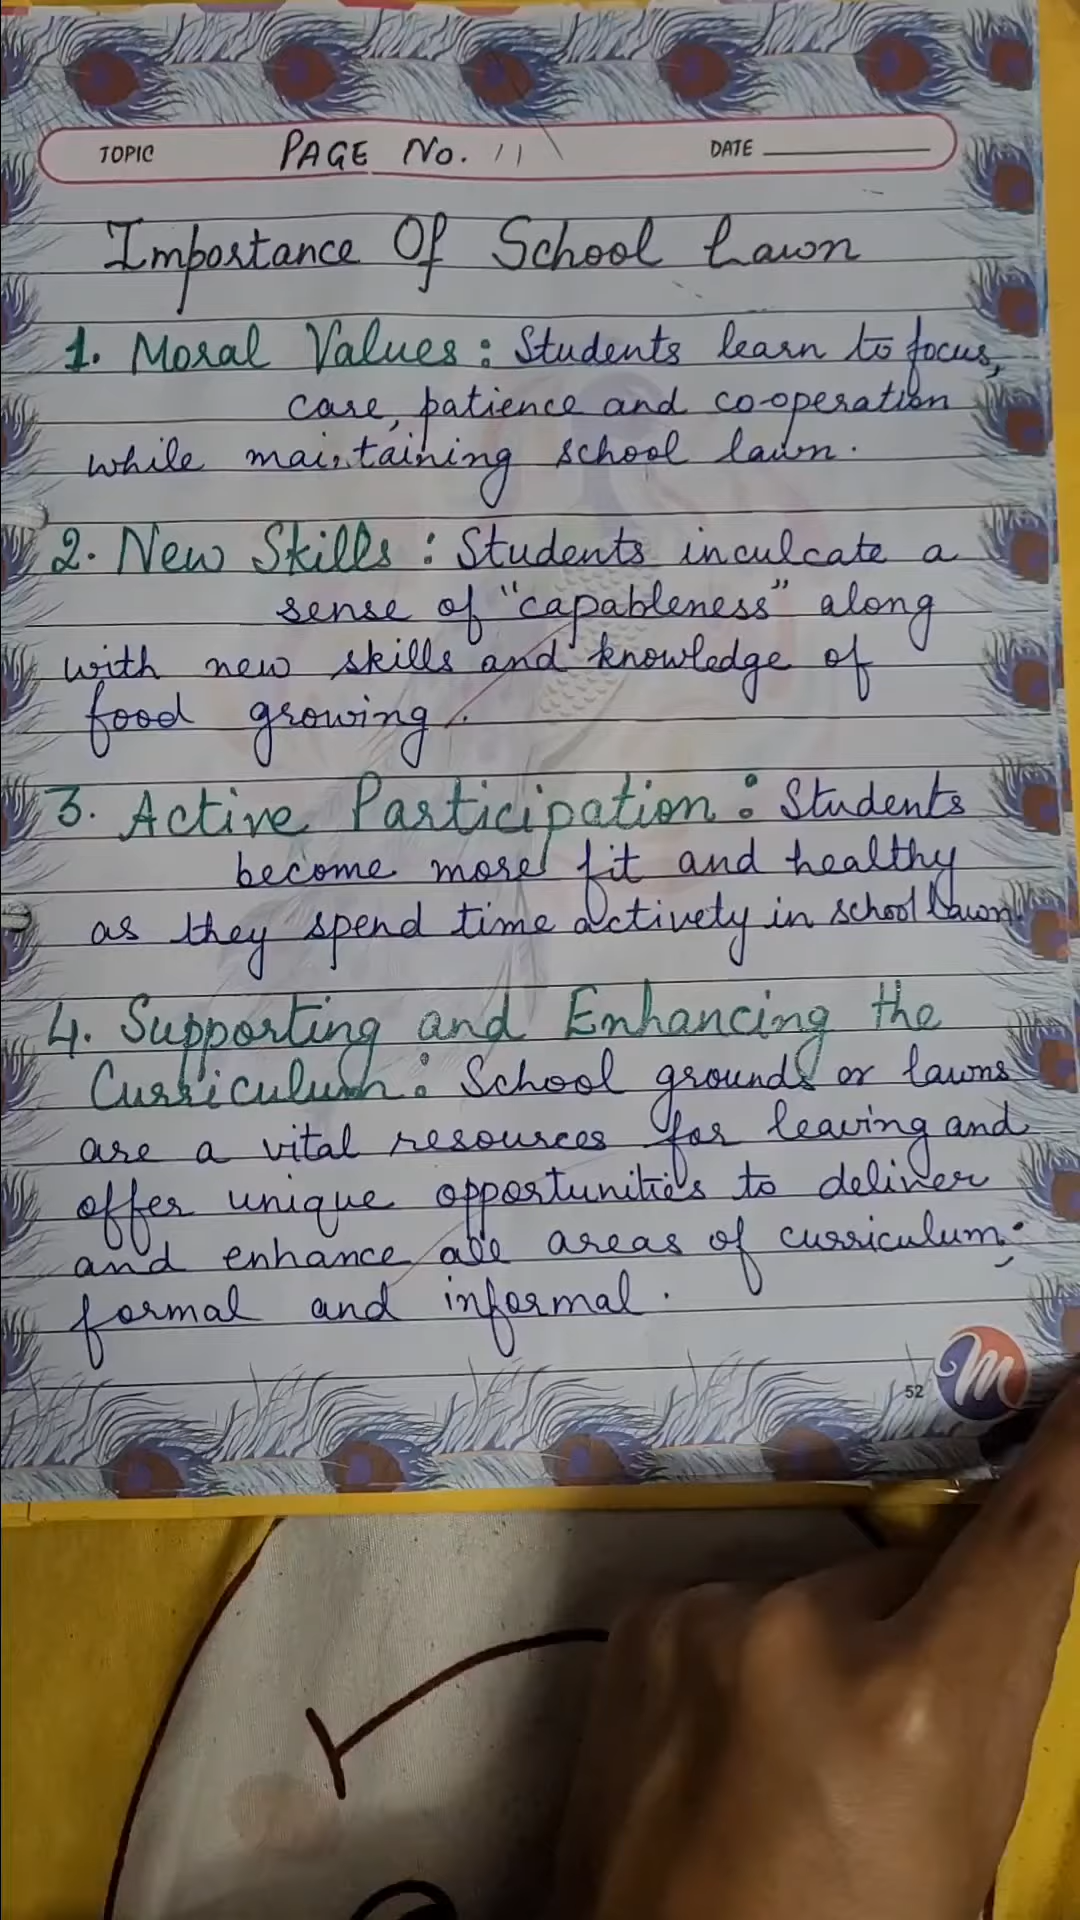 TOPIC PAGE No. 11 DATE
Importance Of School Lawn
1. Moral Values: Students learn to focus,
care, patience and co-operation
while maintaining school lawn.
2. New Skills: Students inculcate a
sense of "capableness" along
with new skills and knowledge of
food growing.
3. Active Participation: Students
become more fit and healthy
as they spend time actively in school lawn.
4. Supporting and Enhancing the
Curriculum: School grounds or lawns
are a vital resources for leaving and
offer unique opportunities to deliver
and enhance all areas of curriculum;
formal and informal.
52 M